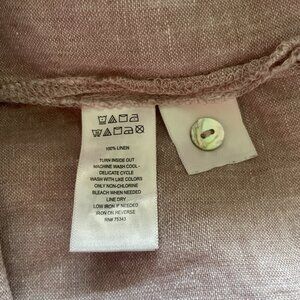 100% LINEN
TURN INSIDE OUT
MACHINE WASH COOL -
DELICATE CYCLE
WASH WITH LIKE COLORS
ONLY NON-CHLORINE
BLEACH WHEN NEEDED
LINE DRY
LOW IRON IF NEEDED
IRON ON REVERSE
RN# 75343